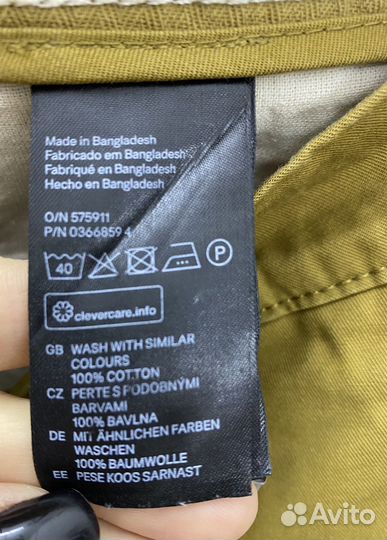 Made in Bangladesh
Fabricado em Bangladesh
Fabriqué en Bangladesh
Hecho en Bangladesh
O/N 575911
P/N 0366859 4
40 P
clevercare.info
GB WASH WITH SIMILAR
COLOURS
100% COTTON
CZ PERTE S PODOBNÝMI
BARVAMI
100% BAVLNA
DE MIT ÄHNLICHEN FARBEN
WASCHEN
100% BAUMWOLLE
EE PESE KOOS SARNAST
Avito